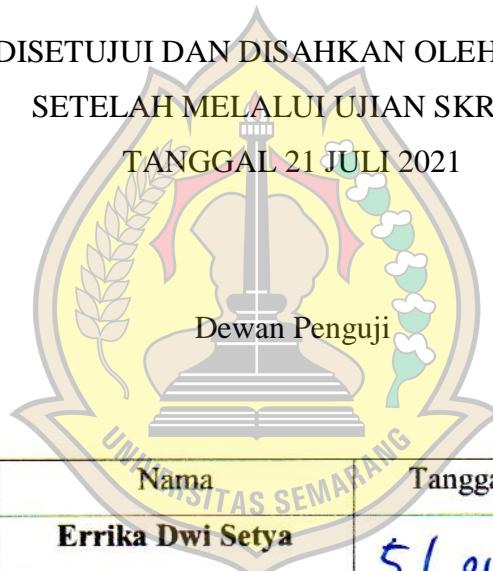 DISETUJUI DAN DISAHKAN OLEH
SETELAH MELALUI UJIAN SKR
TANGGAL 21 JULI 2021
Dewan Penguji
UNIVERSITAS SEMARANG
Nama Tangga
Errika Dwi Setya